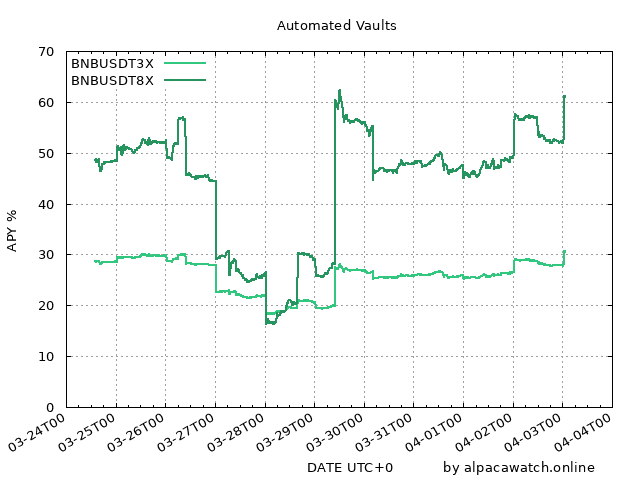 Automated Vaults
BNBUSDT3X
BNBUSDT8X
APY %
70
60
50
40
30
20
10
0
03-24T00
03-25T00
03-26T00
03-27T00
03-28T00
03-29T00
03-30T00
03-31T00
04-01T00
04-02T00
04-03T00
04-04T00
DATE UTC+0
by alpacawatch.online